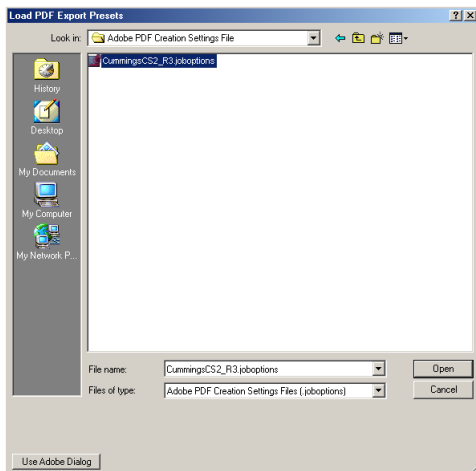 Load PDF Export Presets
Look in: Adobe PDF Creation Settings File
CummingsCS2_R3.joboptions
History
Desktop
My Documents
My Computer
My Network P...
File name: CummingsCS2_R3.joboptions Open
Files of type: Adobe PDF Creation Settings Files (.joboptions) Cancel
Use Adobe Dialog